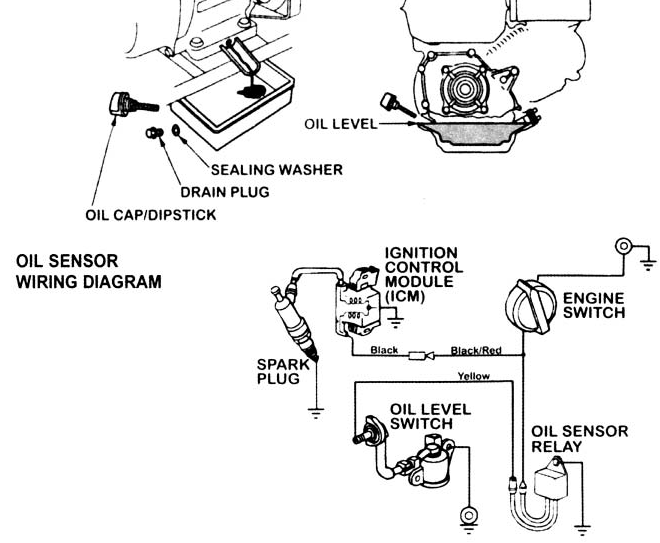 OIL LEVEL
SEALING WASHER
DRAIN PLUG
OIL CAP/DIPSTICK
OIL SENSOR
WIRING DIAGRAM
IGNITION
CONTROL
MODULE
(ICM)
ENGINE
SWITCH
Black
Black/Red
SPARK
PLUG
Yellow
OIL LEVEL
SWITCH
OIL SENSOR
RELAY